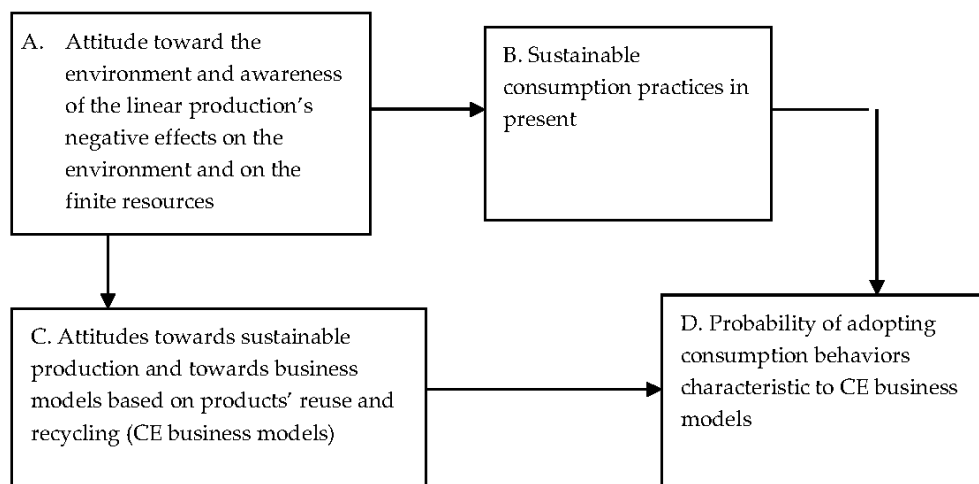 A. Attitude toward the
environment and awareness
of the linear production's
negative effects on the
environment and on the
finite resources
B. Sustainable
consumption practices in
present
C. Attitudes towards sustainable
production and towards business
models based on products' reuse and
recycling (CE business models)
D. Probability of adopting
consumption behaviors
characteristic to CE business
models